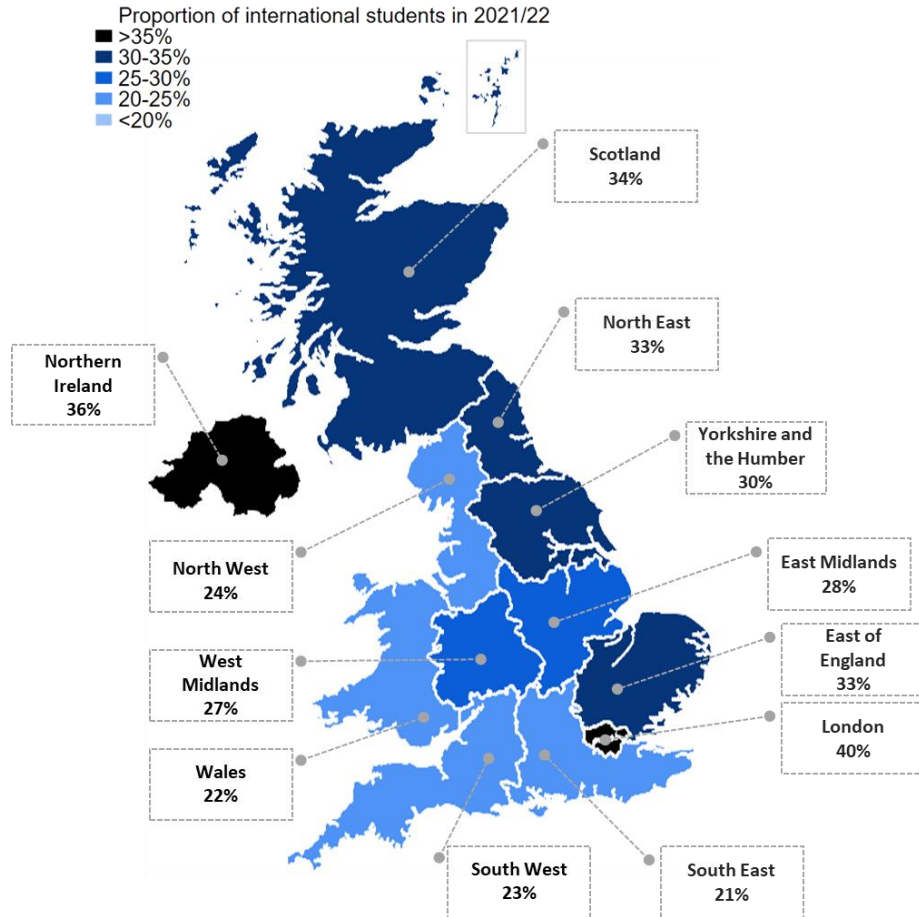 Proportion of international students in 2021/22
>35%
30-35%
25-30%
20-25%
<20%
Scotland
34%
North East
33%
Northern
Ireland
36%
Yorkshire and
the Humber
30%
North West
24%
East Midlands
28%
East of
England
33%
West
Midlands
27%
London
40%
Wales
22%
South West
23%
South East
21%